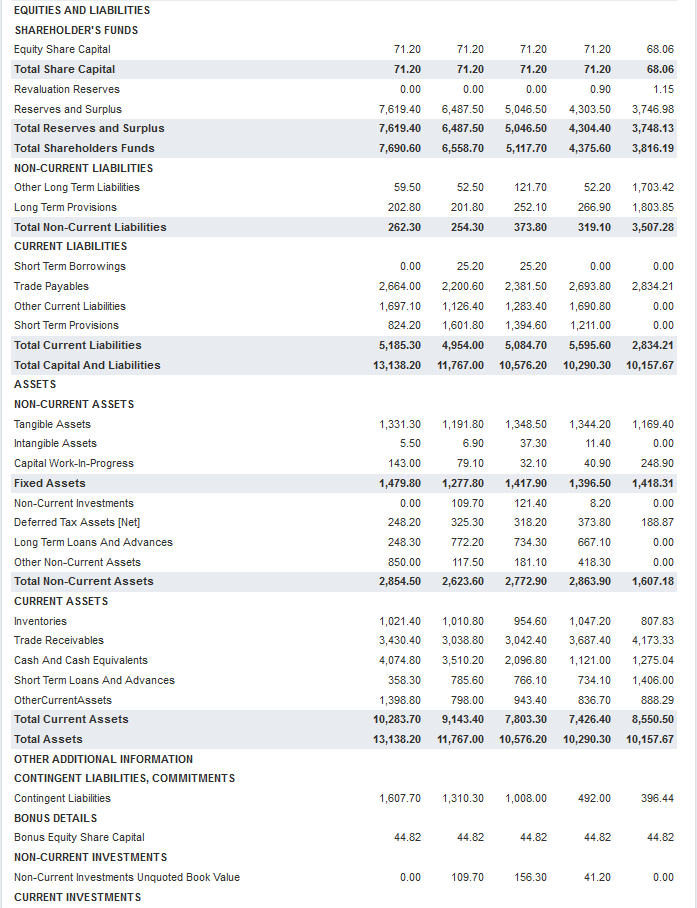 EQUITIES AND LIABILITIES
SHAREHOLDER'S FUNDS
Equity Share Capital 71.20 71.20 71.20 71.20 68.06
Total Share Capital 71.20 71.20 71.20 71.20 68.06
Revaluation Reserves 0.00 0.00 0.00 0.90 1.15
Reserves and Surplus 7,619.40 6,487.50 5,046.50 4,303.50 3,746.98
Total Reserves and Surplus 7,619.40 6,487.50 5,046.50 4,304.40 3,748.13
Total Shareholders Funds 7,690.60 6,558.70 5,117.70 4,375.60 3,816.19
NON-CURRENT LIABILITIES
Other Long Term Liabilities 59.50 52.50 121.70 52.20 1,703.42
Long Term Provisions 202.80 201.80 252.10 266.90 1,803.85
Total Non-Current Liabilities 262.30 254.30 373.80 319.10 3,507.28
CURRENT LIABILITIES
Short Term Borrowings 0.00 25.20 25.20 0.00 0.00
Trade Payables 2,664.00 2,200.60 2,381.50 2,693.80 2,834.21
Other Current Liabilities 1,697.10 1,126.40 1,283.40 1,690.80 0.00
Short Term Provisions 824.20 1,601.80 1,394.60 1,211.00 0.00
Total Current Liabilities 5,185.30 4,954.00 5,084.70 5,595.60 2,834.21
Total Capital And Liabilities 13,138.20 11,767.00 10,576.20 10,290.30 10,157.67
ASSETS
NON-CURRENT ASSETS
Tangible Assets 1,331.30 1,191.80 1,348.50 1,344.20 1,169.40
Intangible Assets 5.50 6.90 37.30 11.40 0.00
Capital Work-In-Progress 143.00 79.10 32.10 40.90 248.90
Fixed Assets 1,479.80 1,277.80 1,417.90 1,396.50 1,418.31
Non-Current Investments 0.00 109.70 121.40 8.20 0.00
Deferred Tax Assets [Net] 248.20 325.30 318.20 373.80 188.87
Long Term Loans And Advances 248.30 772.20 734.30 667.10 0.00
Other Non-Current Assets 850.00 117.50 181.10 418.30 0.00
Total Non-Current Assets 2,854.50 2,623.60 2,772.90 2,863.90 1,607.18
CURRENT ASSETS
Inventories 1,021.40 1,010.80 954.60 1,047.20 807.83
Trade Receivables 3,430.40 3,038.80 3,042.40 3,687.40 4,173.33
Cash And Cash Equivalents 4,074.80 3,510.20 2,096.80 1,121.00 1,275.04
Short Term Loans And Advances 358.30 785.60 766.10 734.10 1,406.00
OtherCurrentAssets 1,398.80 798.00 943.40 836.70 888.29
Total Current Assets 10,283.70 9,143.40 7,803.30 7,426.40 8,550.50
Total Assets 13,138.20 11,767.00 10,576.20 10,290.30 10,157.67
OTHER ADDITIONAL INFORMATION
CONTINGENT LIABILITIES, COMMITMENTS
Contingent Liabilities 1,607.70 1,310.30 1,008.00 492.00 396.44
BONUS DETAILS
Bonus Equity Share Capital 44.82 44.82 44.82 44.82 44.82
NON-CURRENT INVESTMENTS
Non-Current Investments Unquoted Book Value 0.00 109.70 156.30 41.20 0.00
CURRENT INVESTMENTS